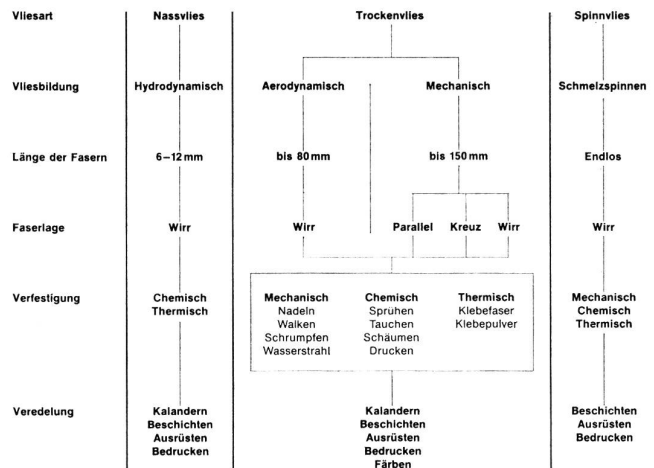 Vliesart Nassvlies Trockenvlies Spinnvlies
Vliesbildung Hydrodynamisch Aerodynamisch Mechanisch Schmelzspinnen
Länge der Fasern 6–12 mm bis 80 mm bis 150 mm Endlos
Faserlage Wirr Wirr Parallel Kreuz Wirr Wirr
Verfestigung Chemisch Mechanisch Chemisch Thermisch Mechanisch
Thermisch Nadeln Sprühen Klebefaser Chemisch
Walken Tauchen Klebepulver Thermisch
Schrumpfen Schäumen
Wasserstrahl Drucken
Veredelung Kalandern Kalandern Beschichten
Beschichten Beschichten Ausrüsten
Ausrüsten Ausrüsten Bedrucken
Bedrucken Bedrucken
Färben